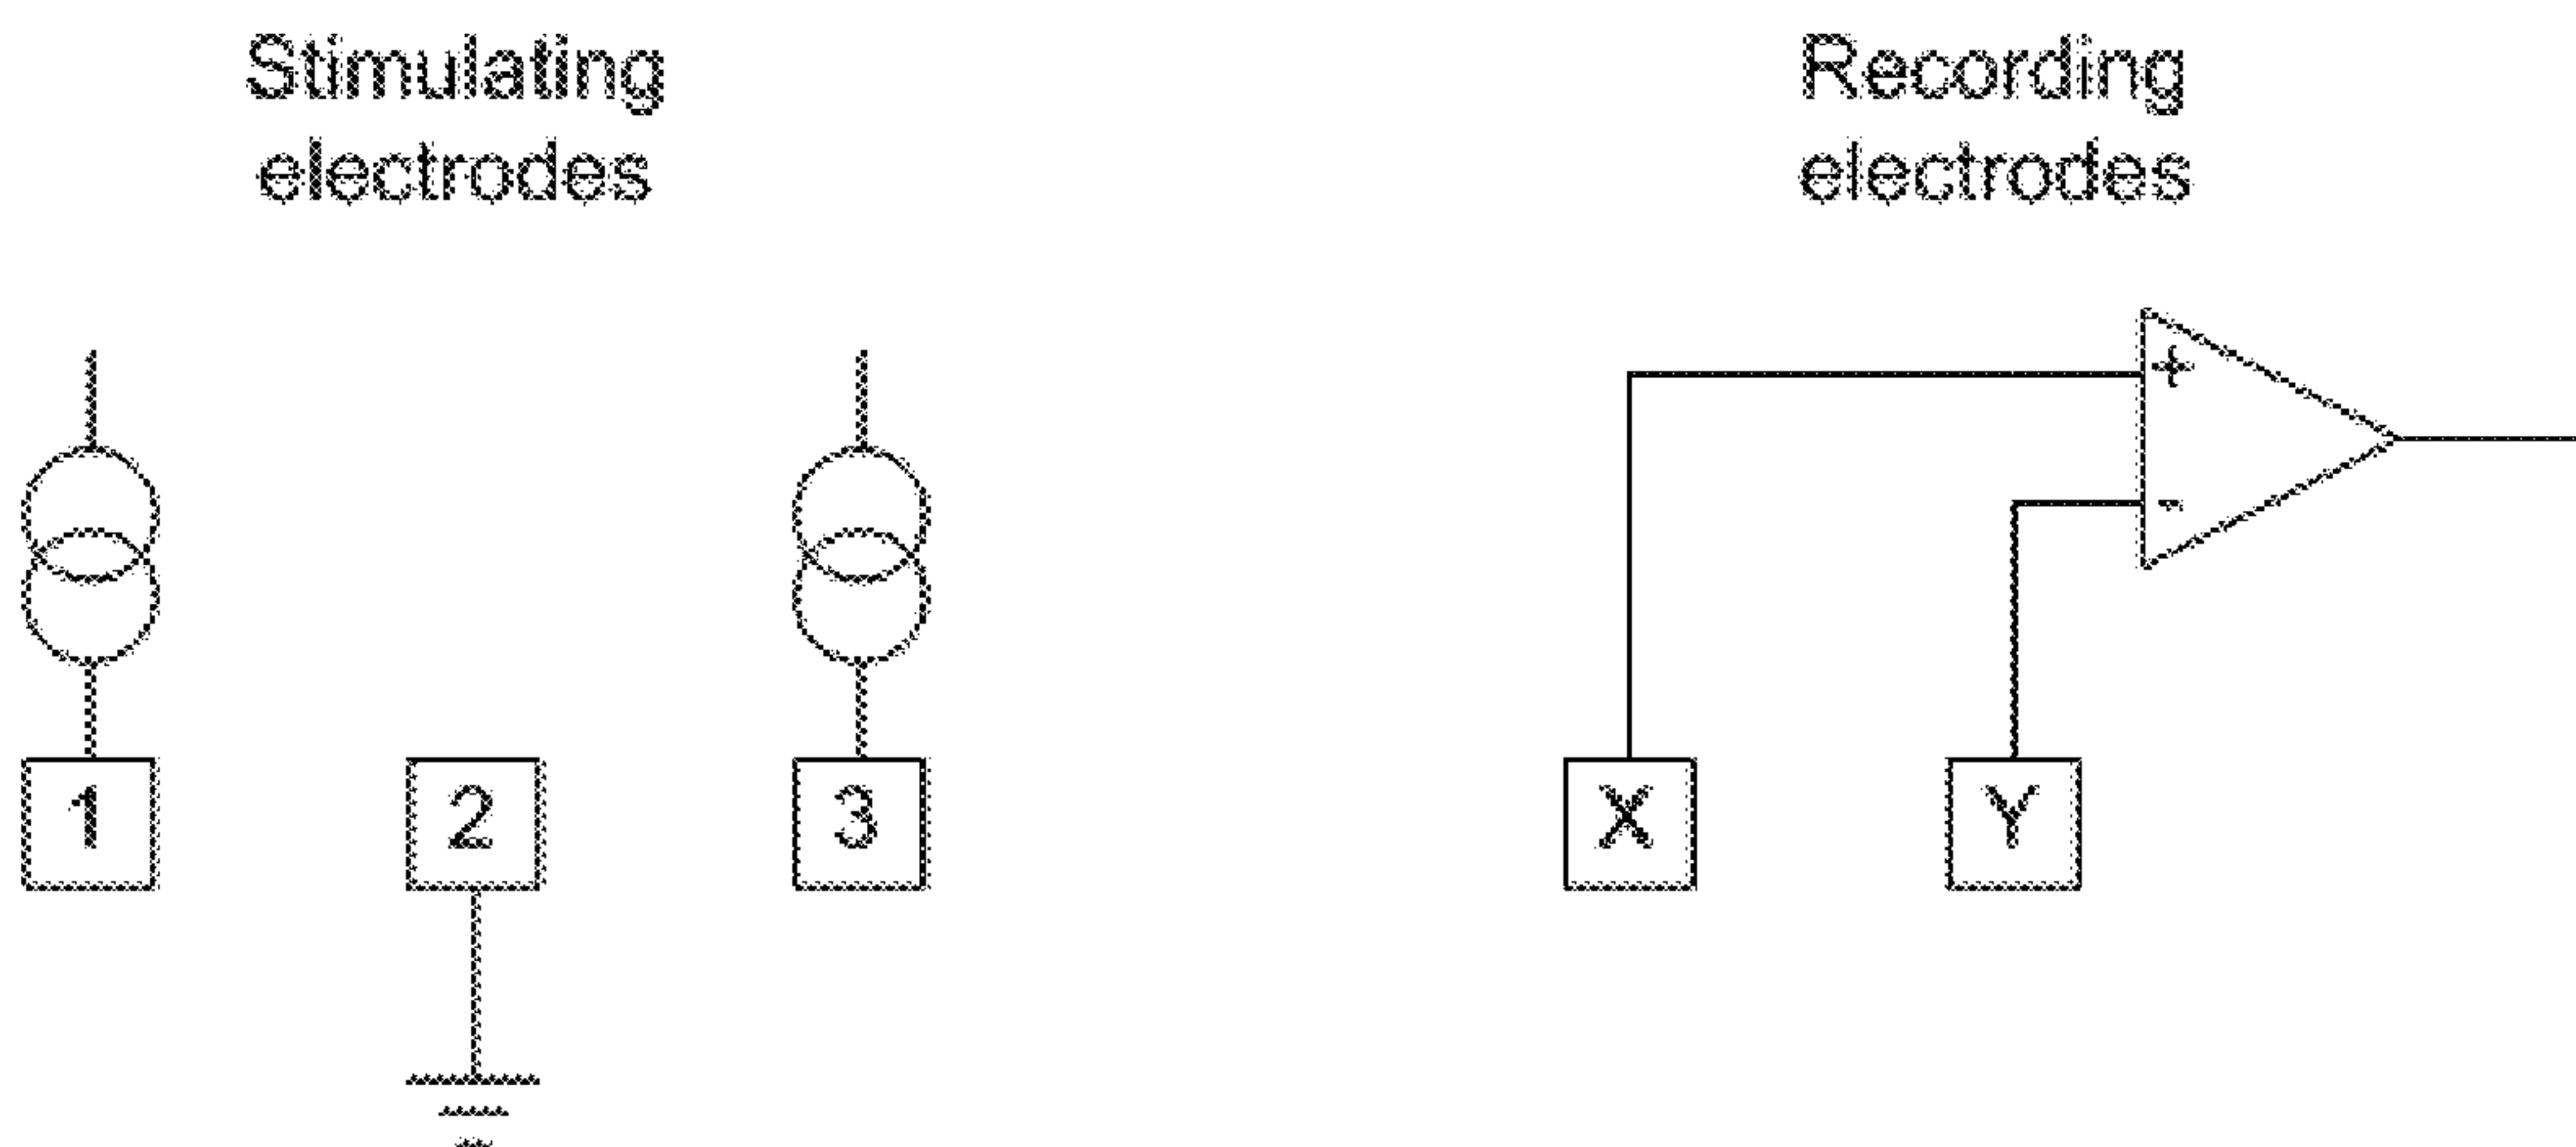 Stimulating
electrodes
Recording
electrodes
+
-
1
2
3
X
Y